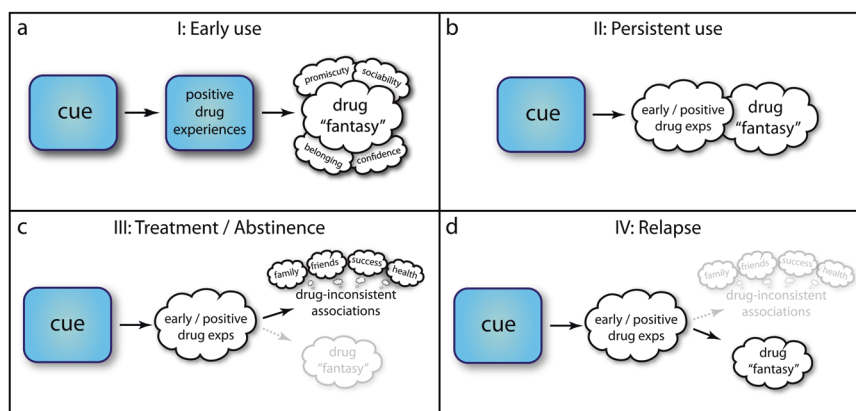 a
I: Early use
cue
positive
drug
experiences
promiscuty
sociability
drug
"fantasy"
belonging
confidence
b
II: Persistent use
cue
early / positive
drug exps
drug
"fantasy"
c
III: Treatment / Abstinence
cue
early / positive
drug exps
family
friends
success
health
drug-inconsistent
associations
drug
"fantasy"
d
IV: Relapse
cue
early / positive
drug exps
family
friends
success
health
drug-inconsistent
associations
drug
"fantasy"